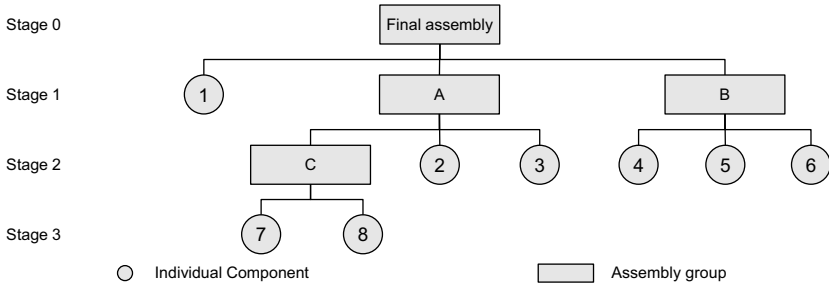 Stage 0
Final assembly
Stage 1
1
A
B
Stage 2
C
2
3
4
5
6
Stage 3
7
8
Individual Component
Assembly group